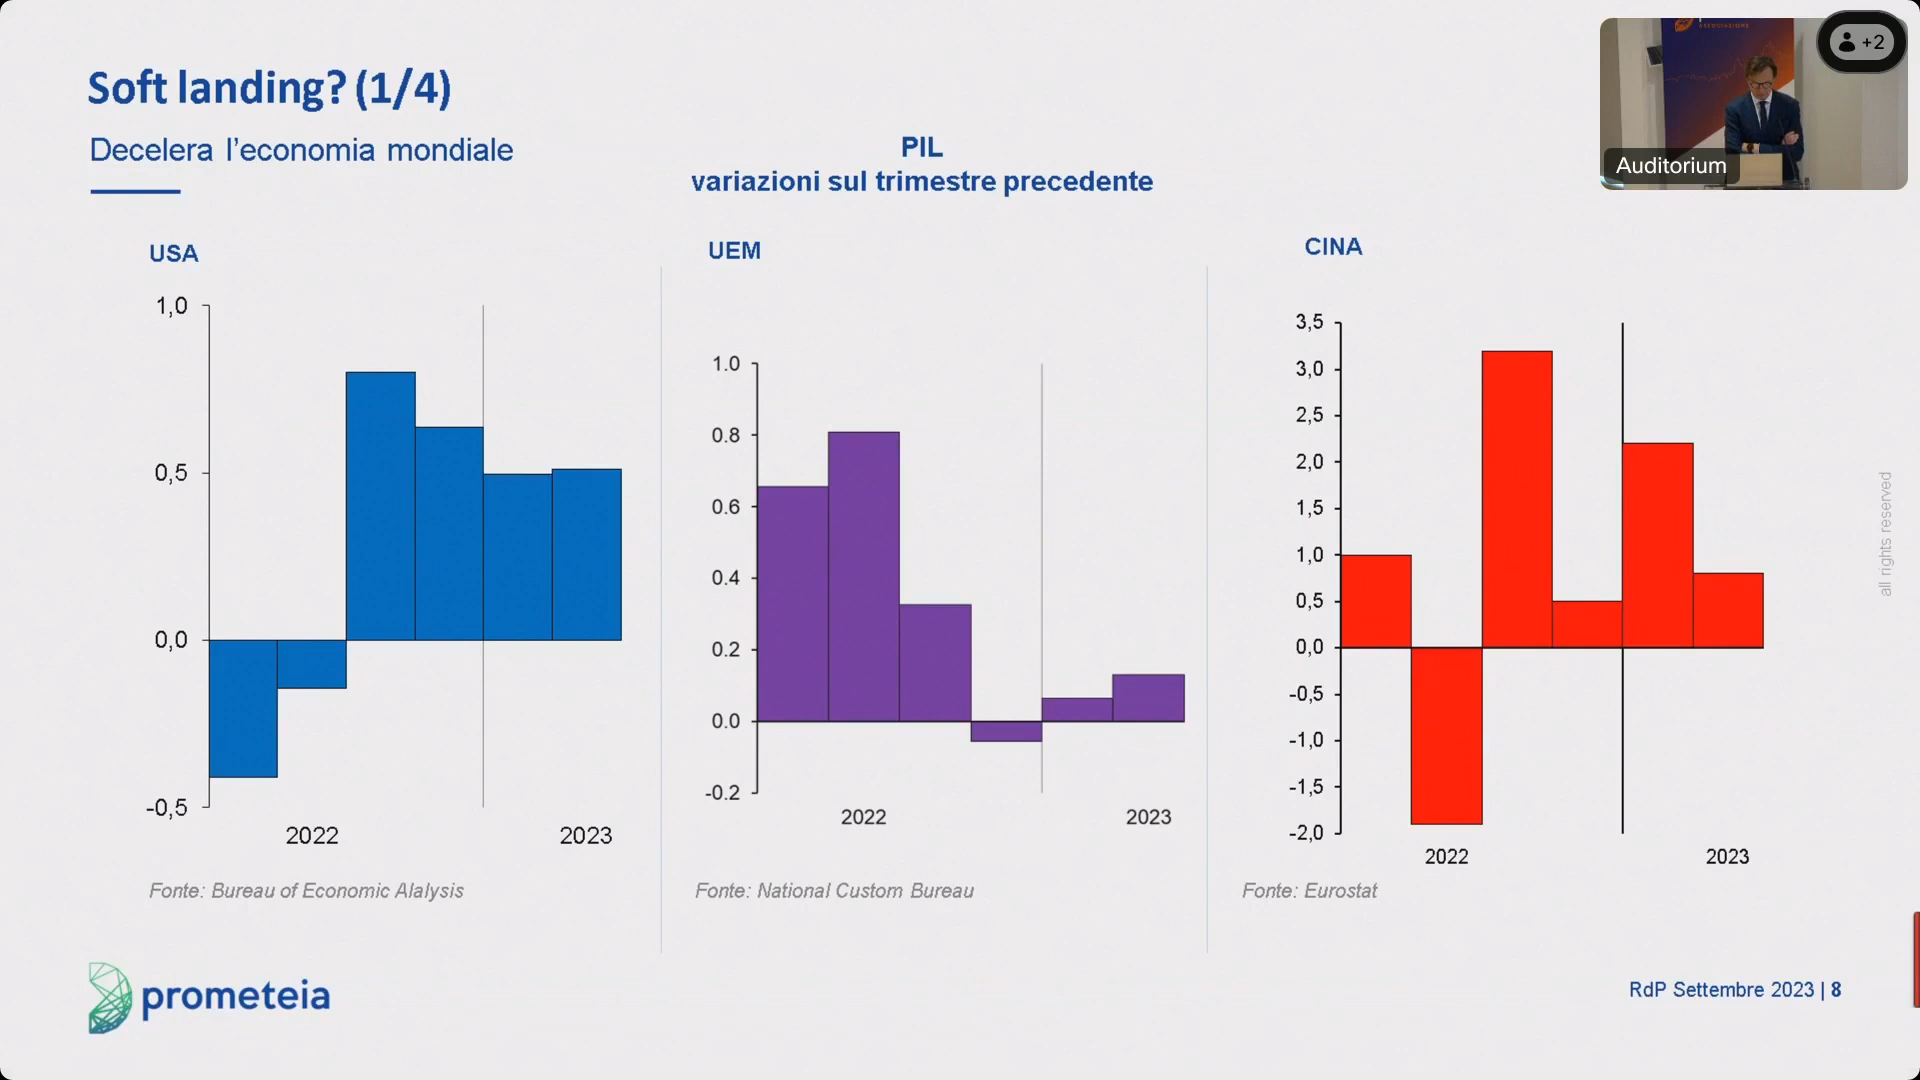 Soft landing? (1/4)
Decelera l'economia mondiale
PIL
variazioni sul trimestre precedente
+2
Auditorium
USA
1,0
0,5
0,0
-0,5
2022
2023
Fonte: Bureau of Economic Alalysis
UEM
1.0
0.8
0.6
0.4
0.2
0.0
-0.2
2022
2023
Fonte: National Custom Bureau
CINA
3,5
3,0
2,5
2,0
1,5
1,0
0,5
0,0
-0,5
-1,0
-1,5
-2,0
2022
2023
Fonte: Eurostat
all rights reserved
prometeia
RdP Settembre 2023 | 8